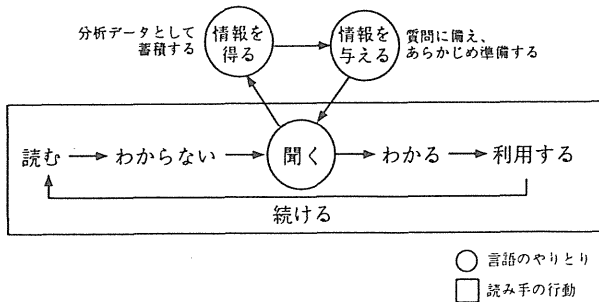 分析データとして
蓄積する
情報を
得る
情報を
与える
質問に備え、
あらかじめ準備する
読む
わからない
聞く
わかる
利用する
続ける
言語のやりとり
読み手の行動